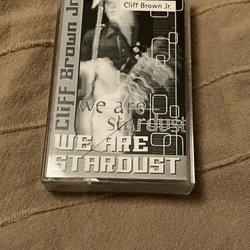 Cliff Brown Jr.
Cliff Brown Jr
we are
stardust
WE ARE
STARDUST